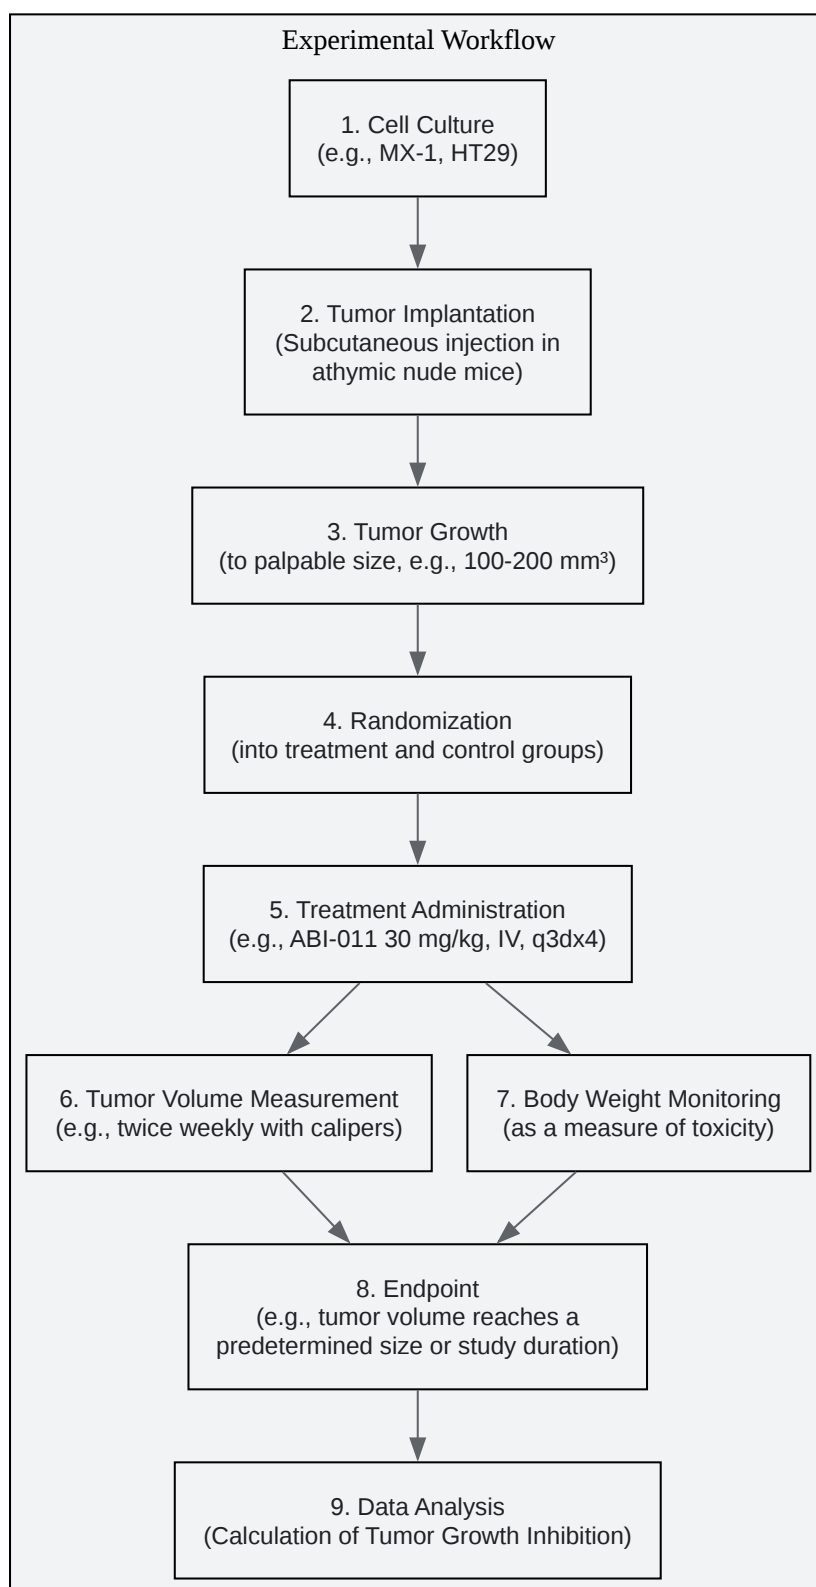 Experimental Workflow
1. Cell Culture
(e.g., MX-1, HT29)
2. Tumor Implantation
(Subcutaneous injection in
athymic nude mice)
3. Tumor Growth
(to palpable size, e.g., 100-200 mm³)
4. Randomization
(into treatment and control groups)
5. Treatment Administration
(e.g., ABI-011 30 mg/kg, IV, q3dx4)
6. Tumor Volume Measurement
(e.g., twice weekly with calipers)
7. Body Weight Monitoring
(as a measure of toxicity)
8. Endpoint
(e.g., tumor volume reaches a
predetermined size or study duration)
9. Data Analysis
(Calculation of Tumor Growth Inhibition)